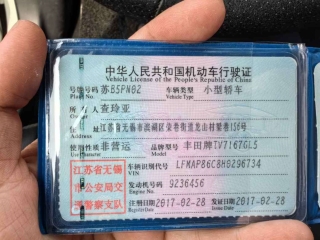 中华人民共和国机动车行驶证
Vehicle License of the People's Republic of China
号牌号码 苏B5PN02 车辆类型 小型轿车
Plate No. Vehicle Type
所有人 查玲亚
Owner
住址 江苏省无锡市滨湖区安巷街道龙山村梁巷156号
Address
使用性质 非营运 品牌型号 丰田牌TV7167GLS
Use Character Model
江苏省无锡
市公安局交
通警察支队
车辆识别代号 LFMAP86C8H0296734
VIN
发动机号码 9236456
Engine No.
注册日期 2017-02-28 发证日期 2017-02-28
Register Date Issue Date